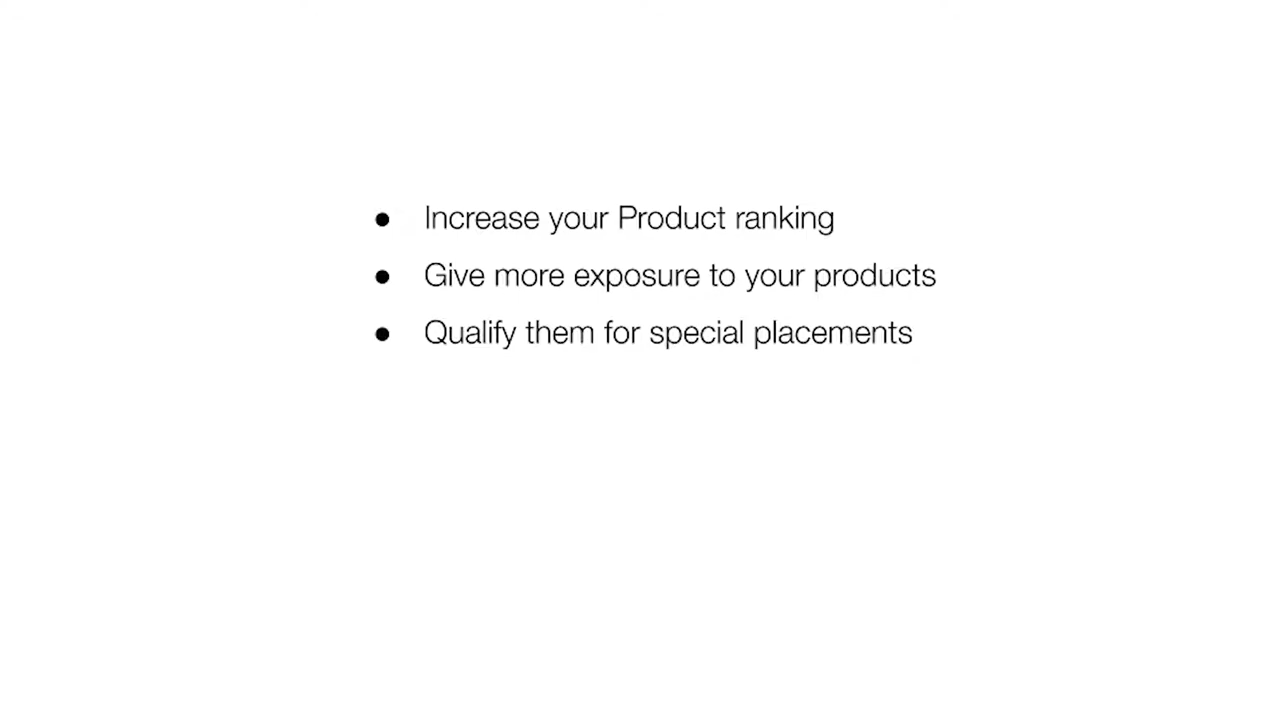 ● Increase your Product ranking
● Give more exposure to your products
● Qualify them for special placements